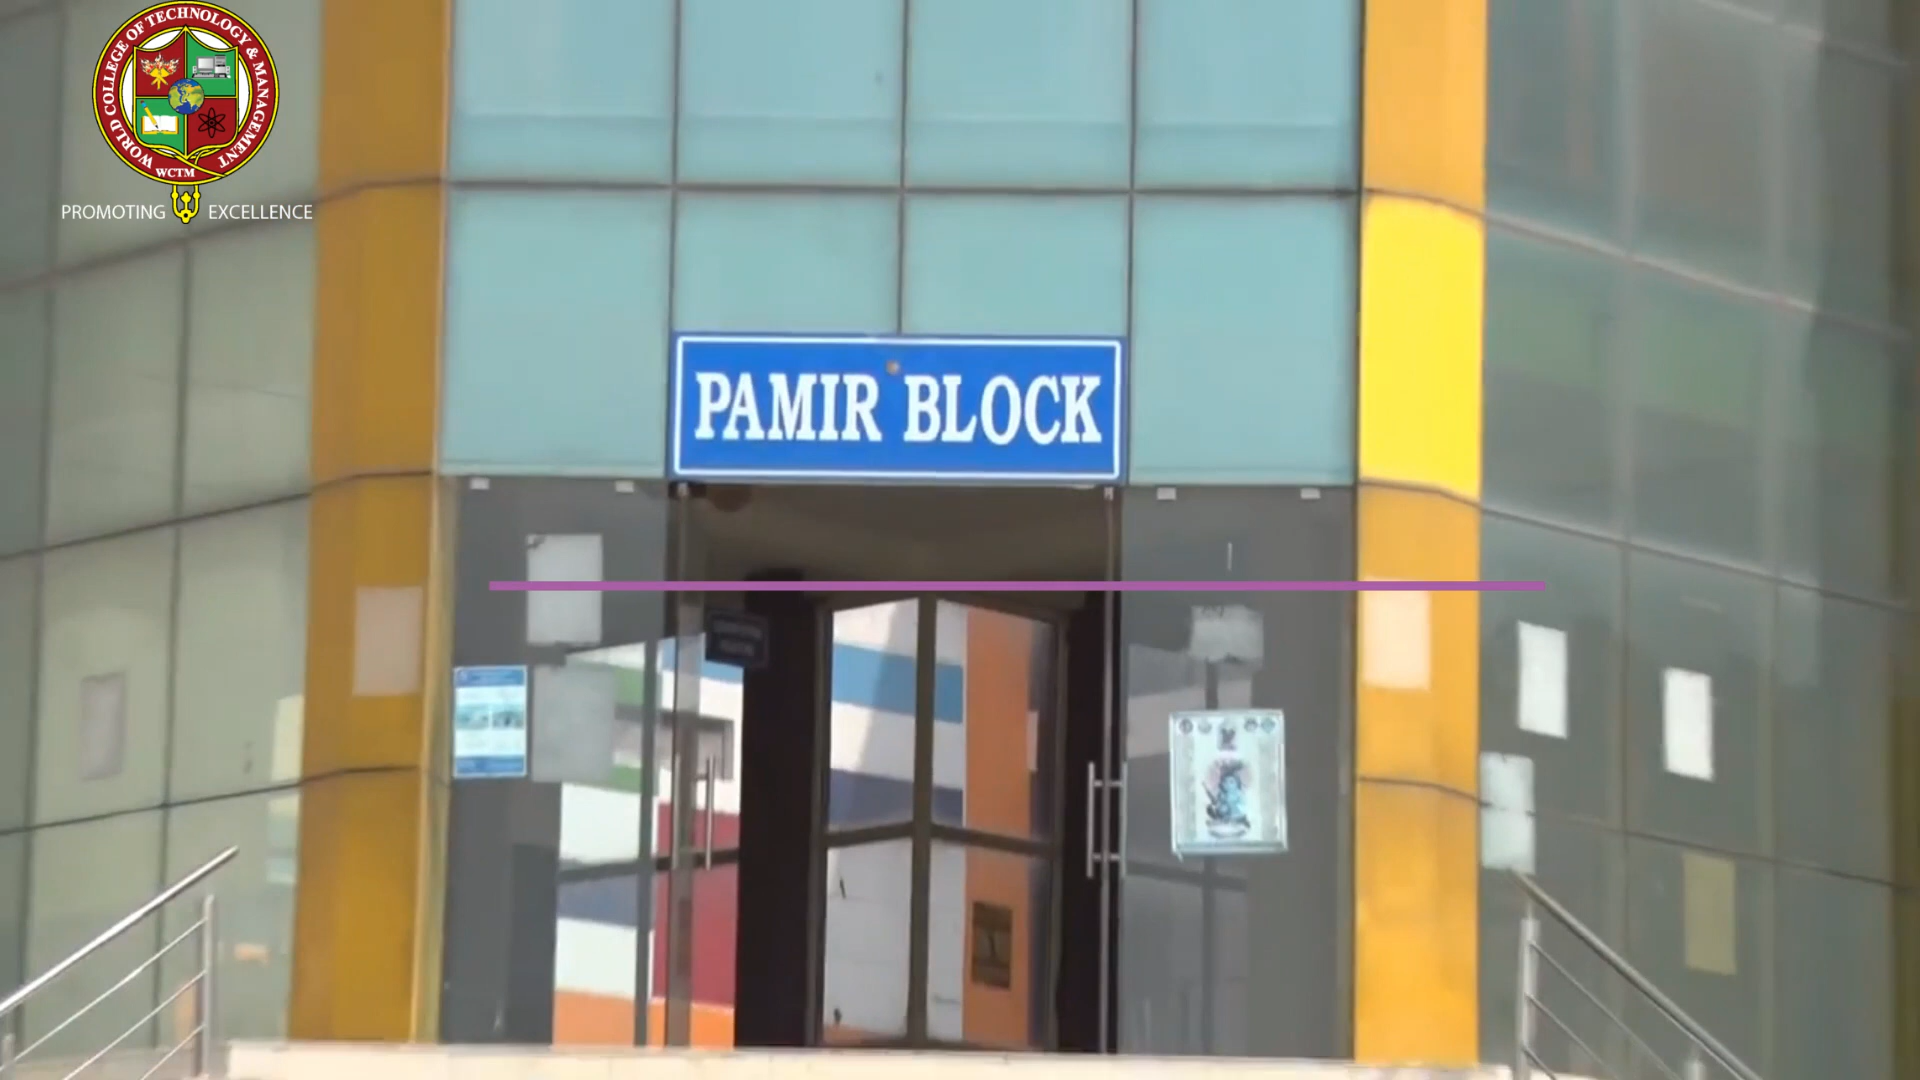 WORLD COLLEGE OF TECHNOLOGY & MANAGEMENT
WCTM
PROMOTING EXCELLENCE
PAMIR BLOCK